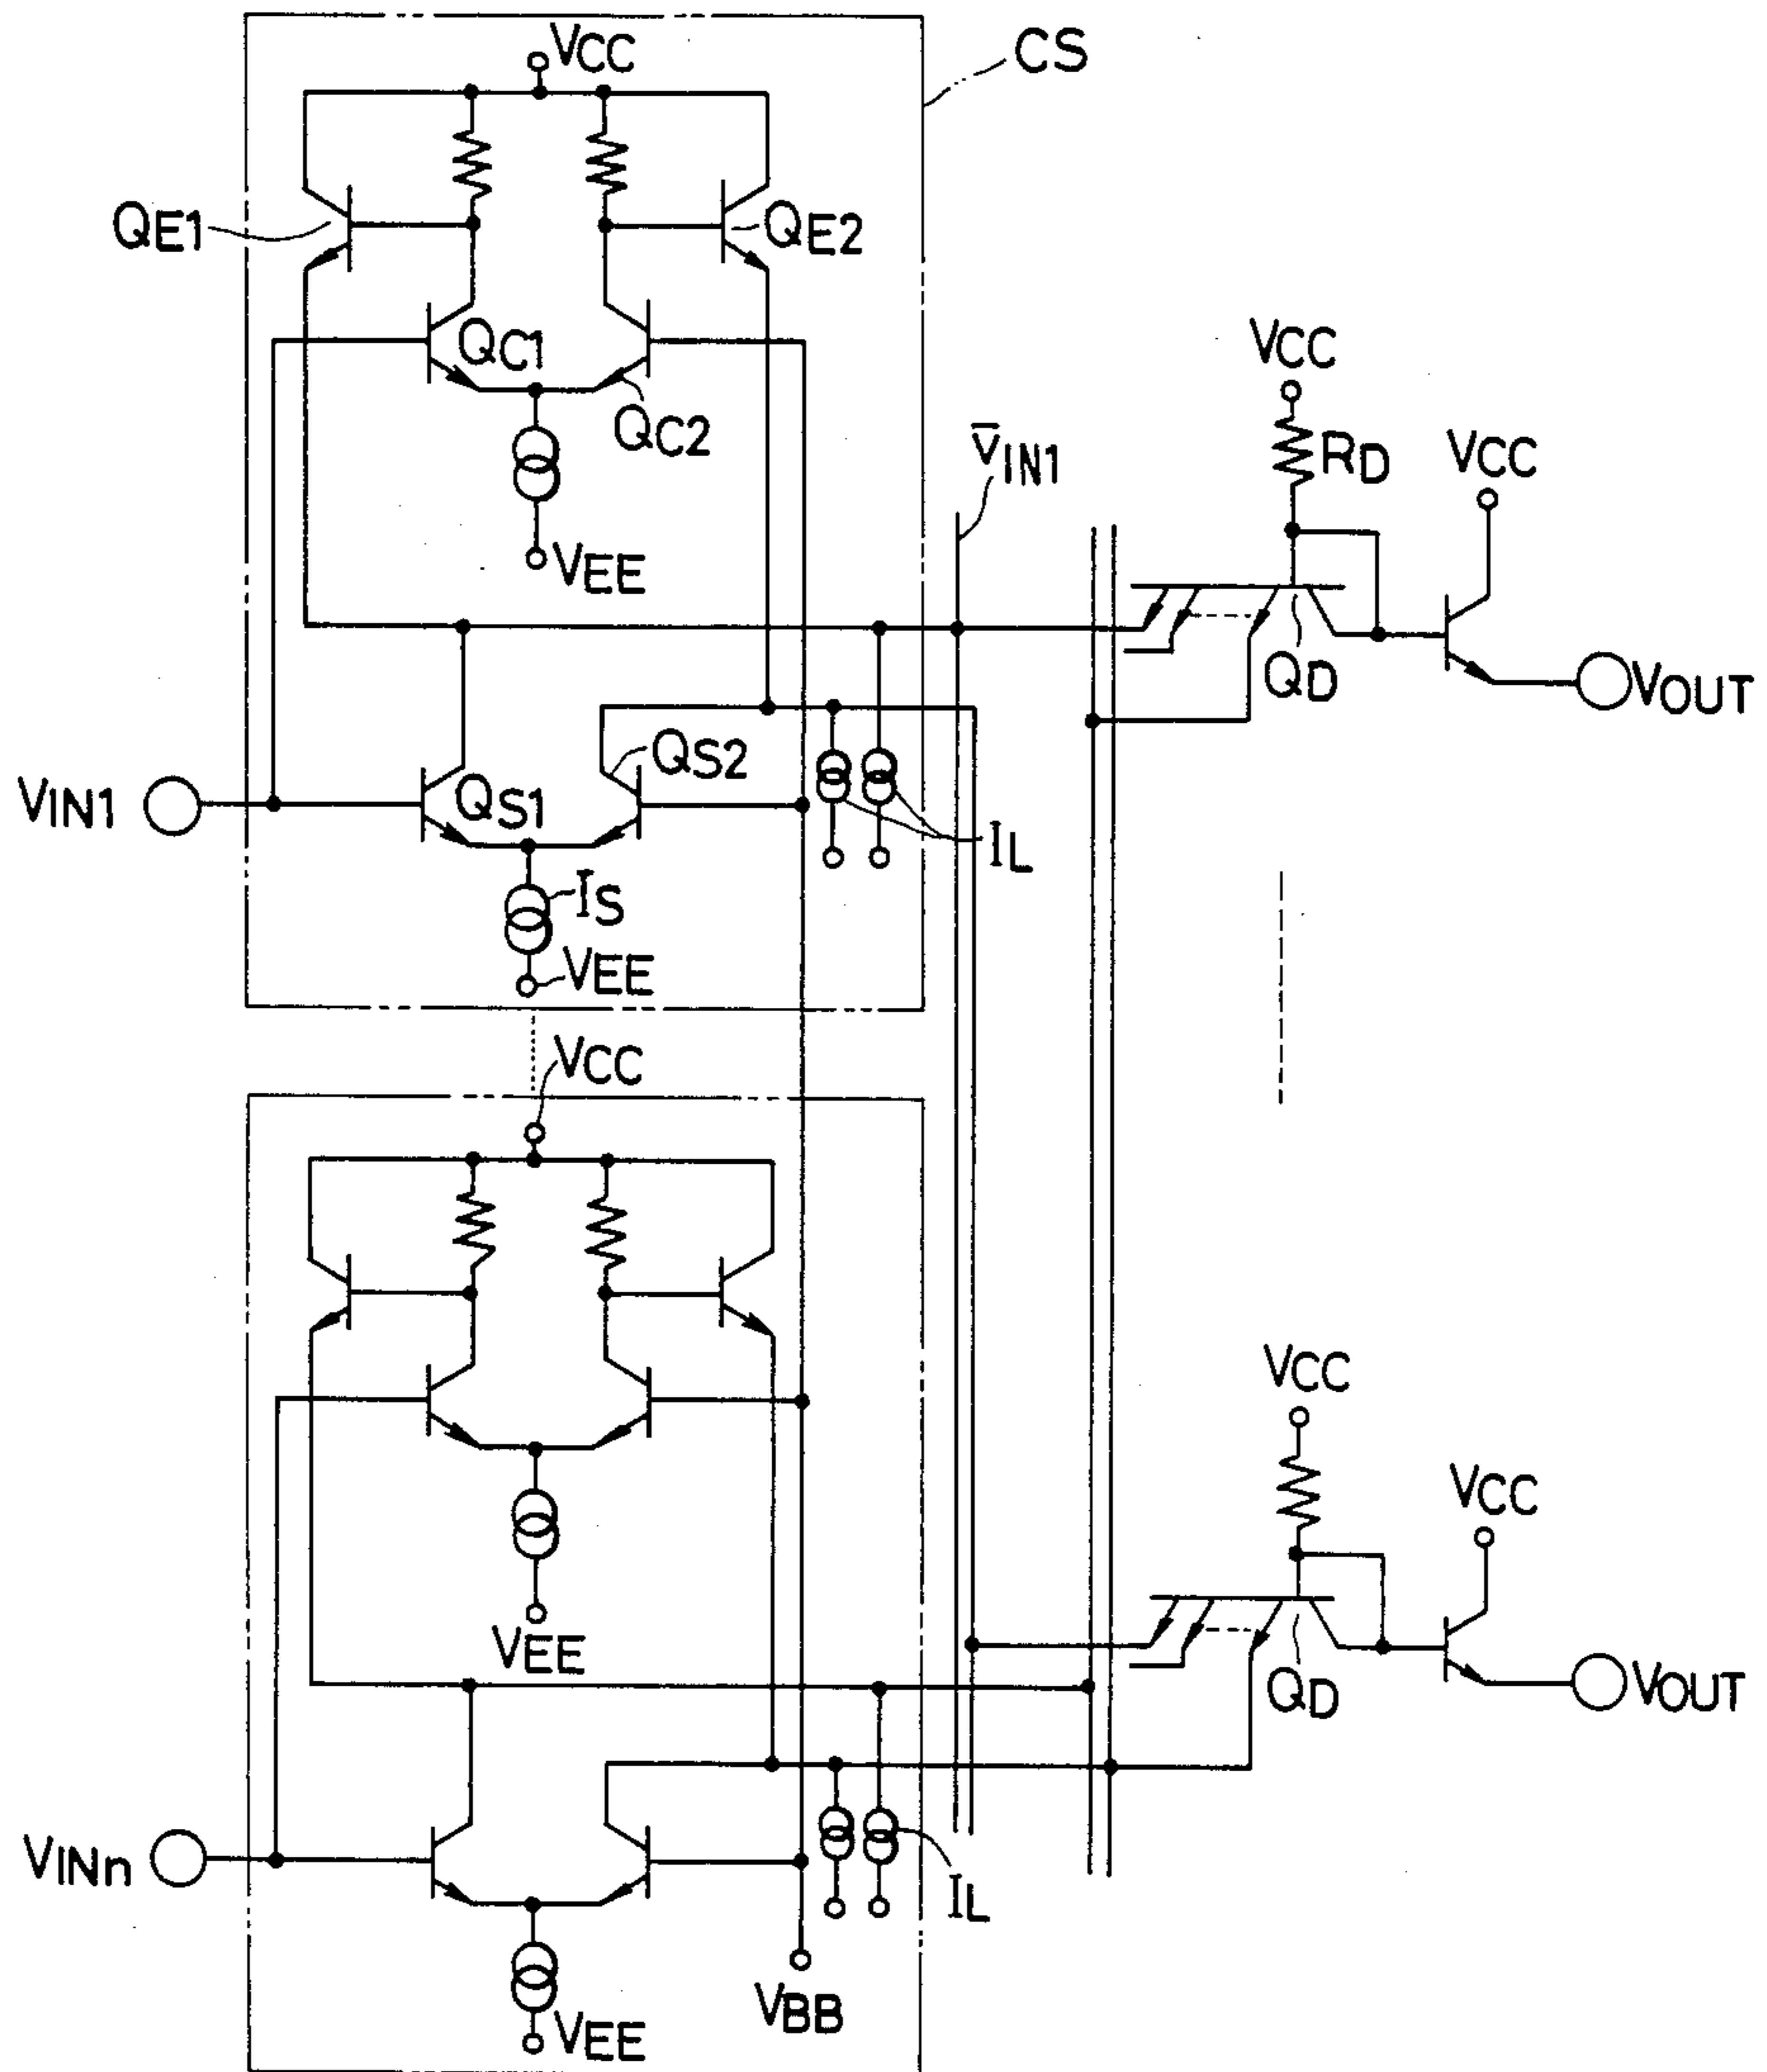 VCC
CS
QE1
QE2
QC1
QC2
VEE
V̄IN1
VCC
RD
VCC
QD
VOUT
VIN1
QS1
QS2
IL
IS
VEE
VCC
VEE
VCC
VCC
QD
VOUT
VINn
IL
VBB
VEE